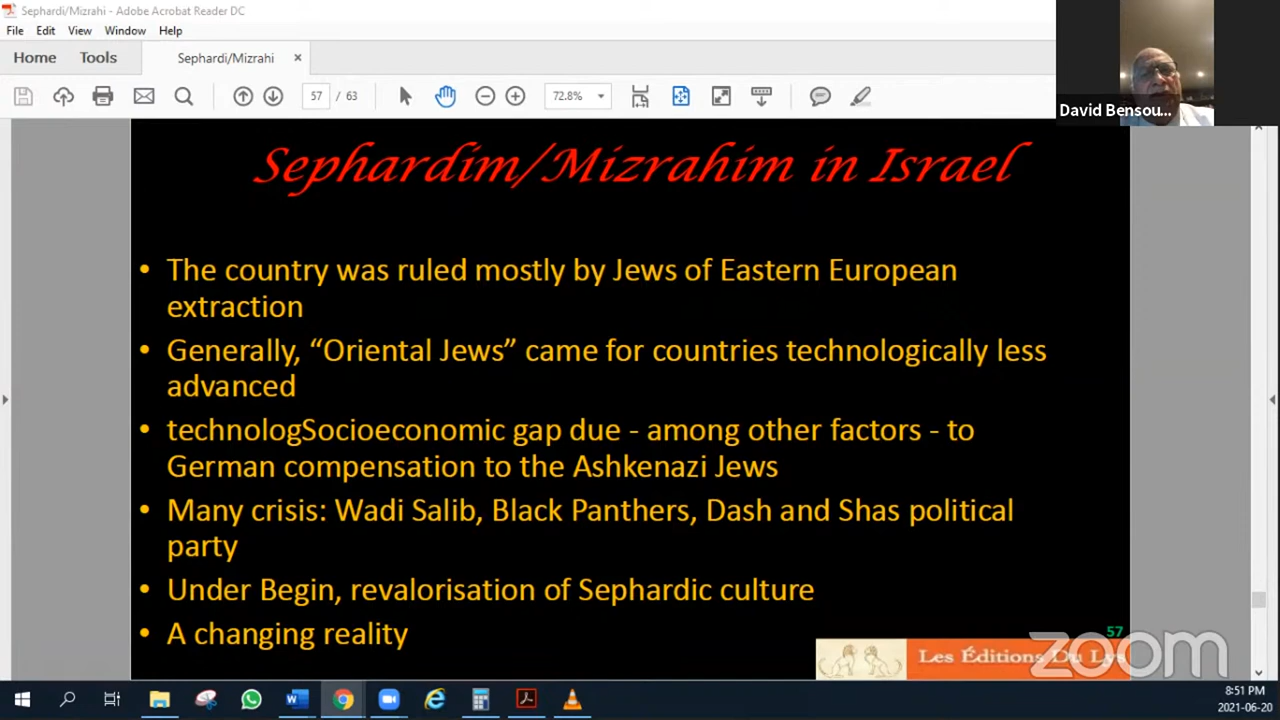 Sephardi/Mizrahi - Adobe Acrobat Reader DC
File Edit View Window Help
Home Tools Sephardi/Mizrahi ×
57 / 63 72.8%
David Bensou...
Sephardim/Mizrahim in Israel
• The country was ruled mostly by Jews of Eastern European
extraction
• Generally, “Oriental Jews” came for countries technologically less
advanced
• technologSocioeconomic gap due - among other factors - to
German compensation to the Ashkenazi Jews
• Many crisis: Wadi Salib, Black Panthers, Dash and Shas political
party
• Under Begin, revalorisation of Sephardic culture
• A changing reality
57
Les Éditions Du Lys
zoom
8:51 PM
2021-06-20